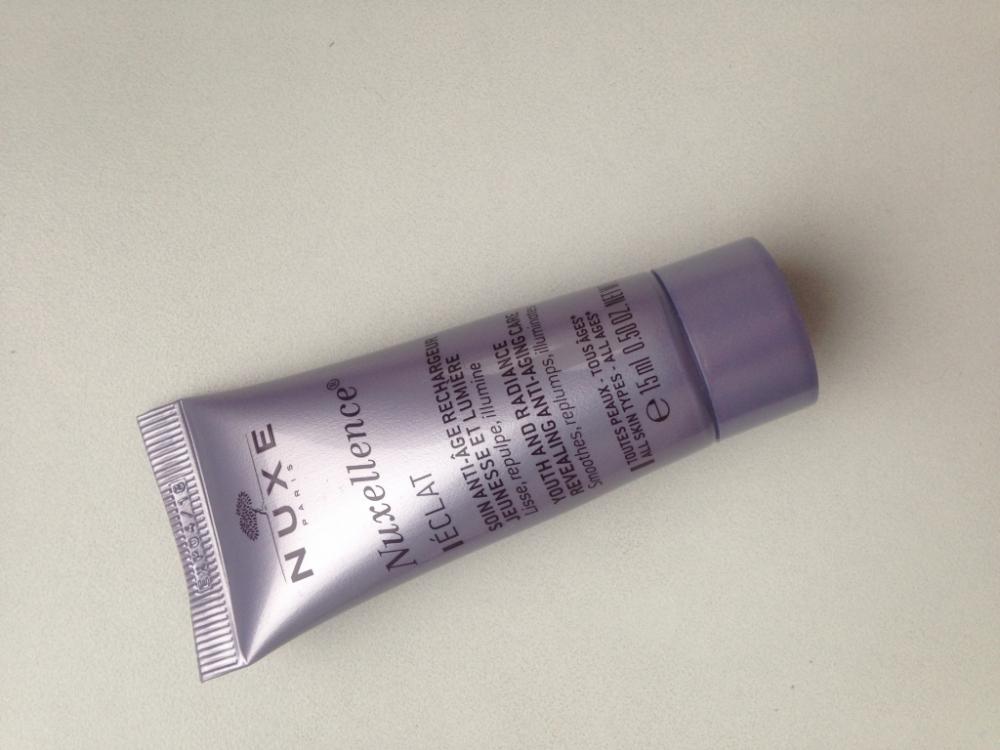 NUXE
PARIS
Nuxellence®
ÉCLAT
SOIN ANTI-ÂGE RECHARGEUR
JEUNESSE ET LUMIÈRE
Lisse, repulpe, illumine
YOUTH AND RADIANCE
REVEALING ANTI-AGING CARE
Smoothes, replumps, illuminates
TOUTES PEAUX - TOUS ÂGES*
ALL SKIN TYPES - ALL AGES*
e 15 ml 0.50 OZ. NET